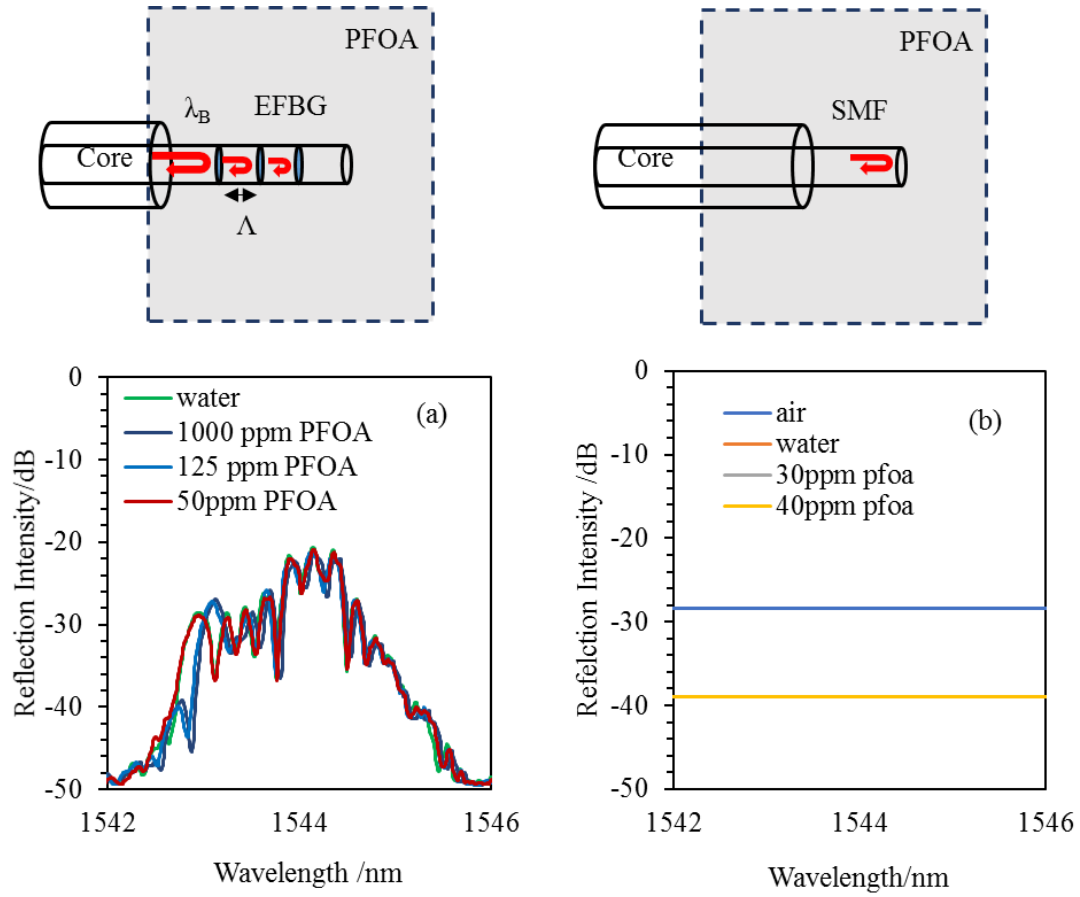 PFOA
λB
EFBG
Core
Λ
PFOA
SMF
Core
(a)
water
1000 ppm PFOA
125 ppm PFOA
50ppm PFOA
Reflection Intensity/dB
0
-10
-20
-30
-40
-50
1542
1544
1546
Wavelength /nm
(b)
air
water
30ppm pfoa
40ppm pfoa
Refelction Intensity /dB
0
-10
-20
-30
-40
-50
1542
1544
1546
Wavelength/nm